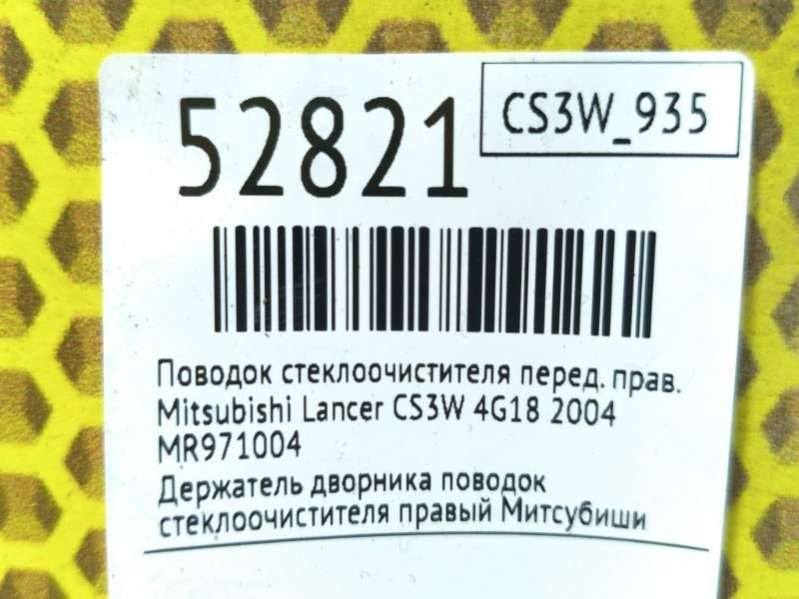 52821
CS3W_935
Поводок стеклоочистителя перед. прав.
Mitsubishi Lancer CS3W 4G18 2004
MR971004
Держатель дворника поводок
стеклоочистителя правый Митсубиши